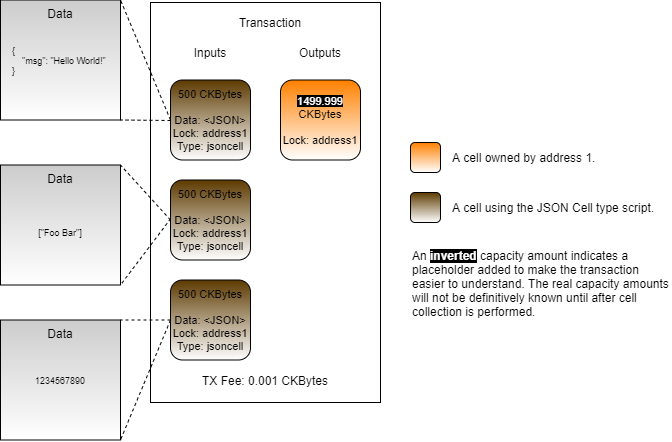 Data
{
"msg": "Hello World!"
}
Data
["Foo Bar"]
Data
1234567890
Transaction
Inputs
Outputs
500 CKBytes
Data: <JSON>
Lock: address1
Type: jsoncell
500 CKBytes
Data: <JSON>
Lock: address1
Type: jsoncell
500 CKBytes
Data: <JSON>
Lock: address1
Type: jsoncell
1499.999
CKBytes
Lock: address1
TX Fee: 0.001 CKBytes
A cell owned by address 1.
A cell using the JSON Cell type script.
An inverted capacity amount indicates a
placeholder added to make the transaction
easier to understand. The real capacity amounts
will not be definitively known until after cell
collection is performed.